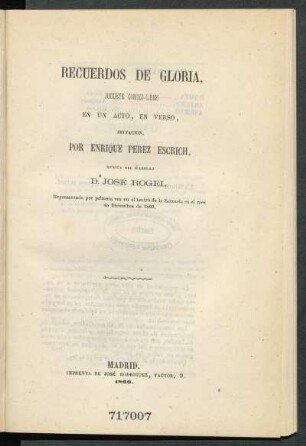 RECUERDOS DE GLORIA,
JUGUETE CÓMICO-LÍRICO
EN UN ACTO, EN VERSO,
IMITACION,
POR ENRIQUE PEREZ ESCRICH,
MÚSICA DEL MAESTRO
D. JOSÉ ROGEL.
Representado por primera vez en el teatro de la Zarzuela en el mes
de Diciembre de
MADRID.
IMPRENTA DE JOSÉ RODRIGUEZ, FACTOR, 9.
1860.
717007